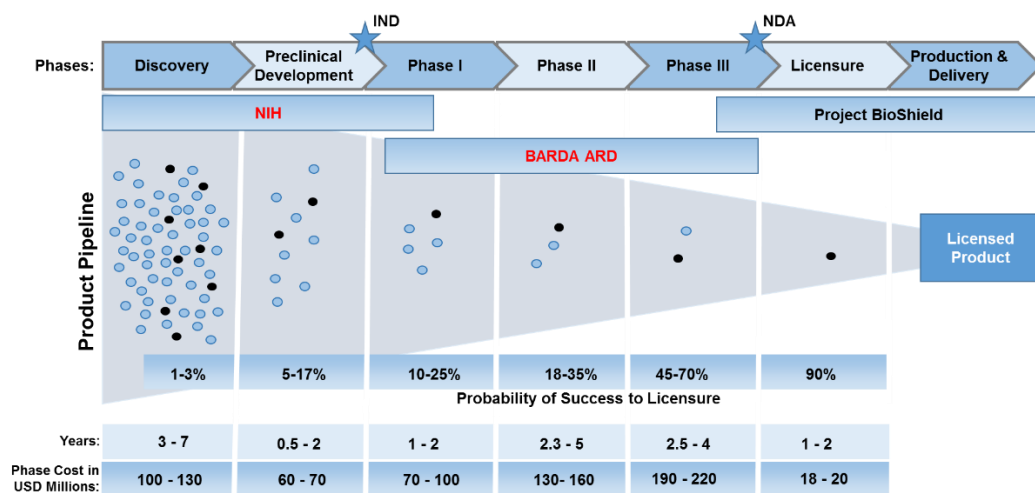 IND
NDA
Phases:
Discovery
Preclinical
Development
Phase I
Phase II
Phase III
Licensure
Production &
Delivery
NIH
Project BioShield
BARDA ARD
Product Pipeline
Licensed
Product
1-3%
5-17%
10-25%
18-35%
45-70%
90%
Probability of Success to Licensure
Years:
3 - 7
0.5 - 2
1 - 2
2.3 - 5
2.5 - 4
1 - 2
Phase Cost in
USD Millions:
100 - 130
60 - 70
70 - 100
130- 160
190 - 220
18 - 20